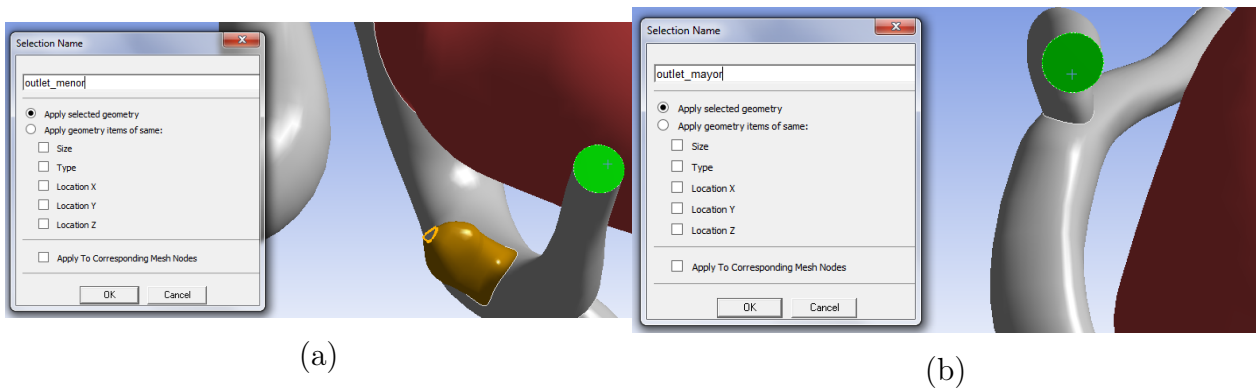 Selection Name
outlet_menor
Apply selected geometry
Apply geometry items of same:
Size
Type
Location X
Location Y
Location Z
Apply To Corresponding Mesh Nodes
OK Cancel
(a)
Selection Name
outlet_mayor
Apply selected geometry
Apply geometry items of same:
Size
Type
Location X
Location Y
Location Z
Apply To Corresponding Mesh Nodes
OK Cancel
(b)